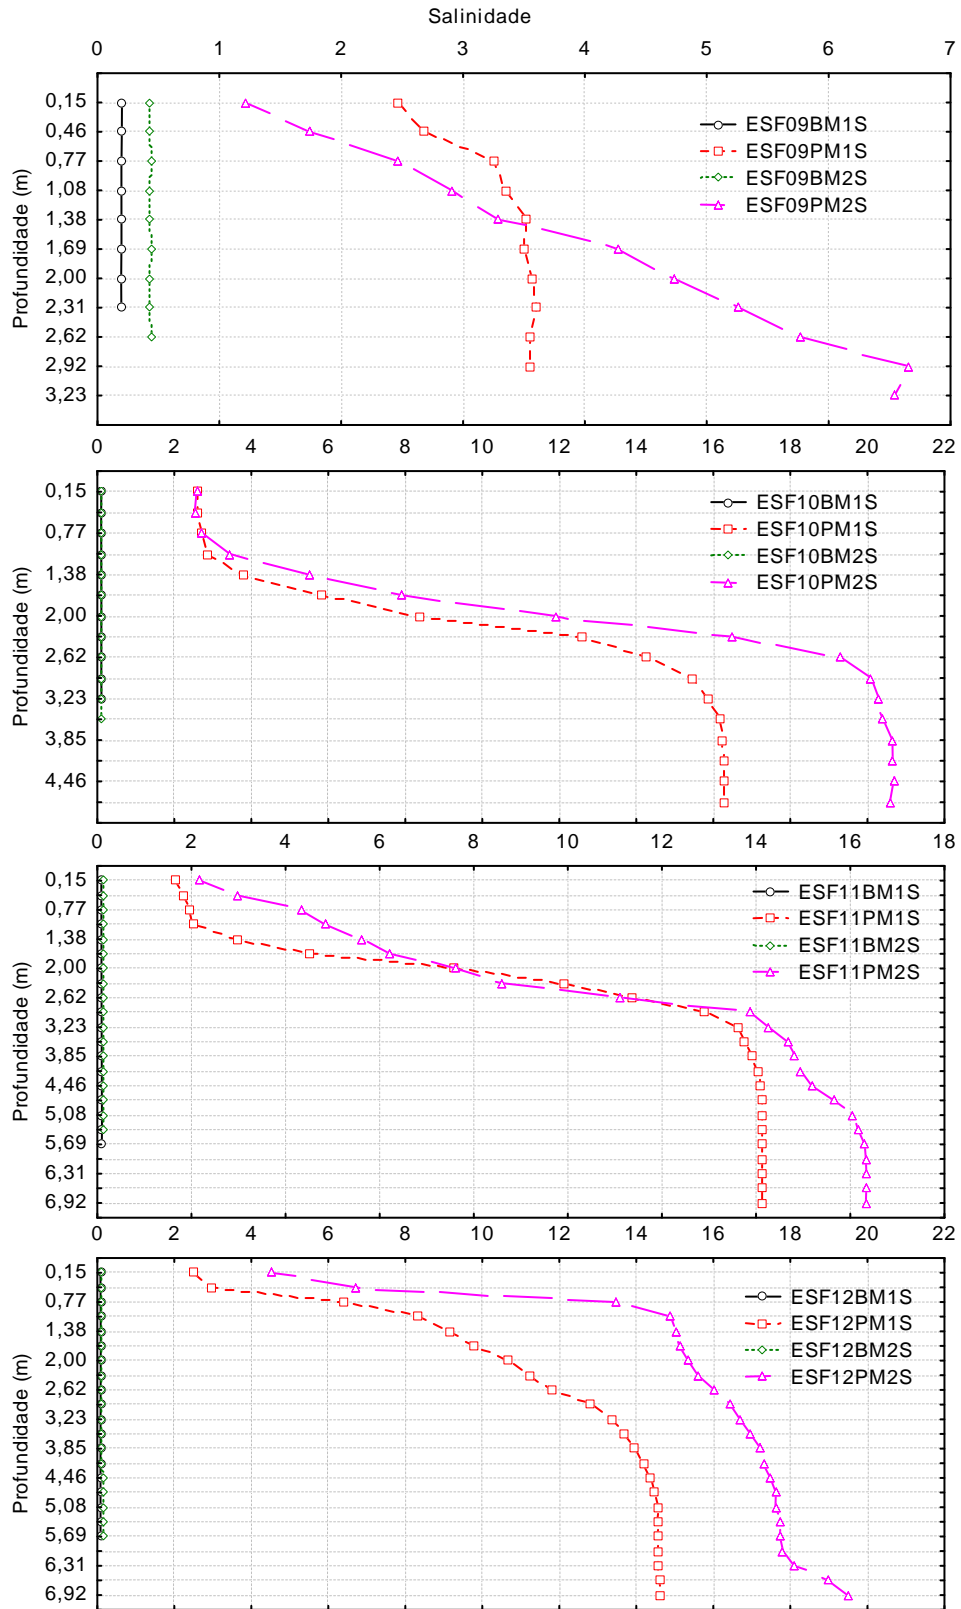 Salinidade
0 1 2 3 4 5 6 7
Profundidade (m)
0,15
0,46
0,77
1,08
1,38
1,69
2,00
2,31
2,62
2,92
3,23
ESF09BM1S
ESF09PM1S
ESF09BM2S
ESF09PM2S
0 2 4 6 8 10 12 14 16 18 20 22
Profundidade (m)
0,15
0,77
1,38
2,00
2,62
3,23
3,85
4,46
ESF10BM1S
ESF10PM1S
ESF10BM2S
ESF10PM2S
0 2 4 6 8 10 12 14 16 18
Profundidade (m)
0,15
0,77
1,38
2,00
2,62
3,23
3,85
4,46
5,08
5,69
6,31
6,92
ESF11BM1S
ESF11PM1S
ESF11BM2S
ESF11PM2S
0 2 4 6 8 10 12 14 16 18 20 22
Profundidade (m)
0,15
0,77
1,38
2,00
2,62
3,23
3,85
4,46
5,08
5,69
6,31
6,92
ESF12BM1S
ESF12PM1S
ESF12BM2S
ESF12PM2S